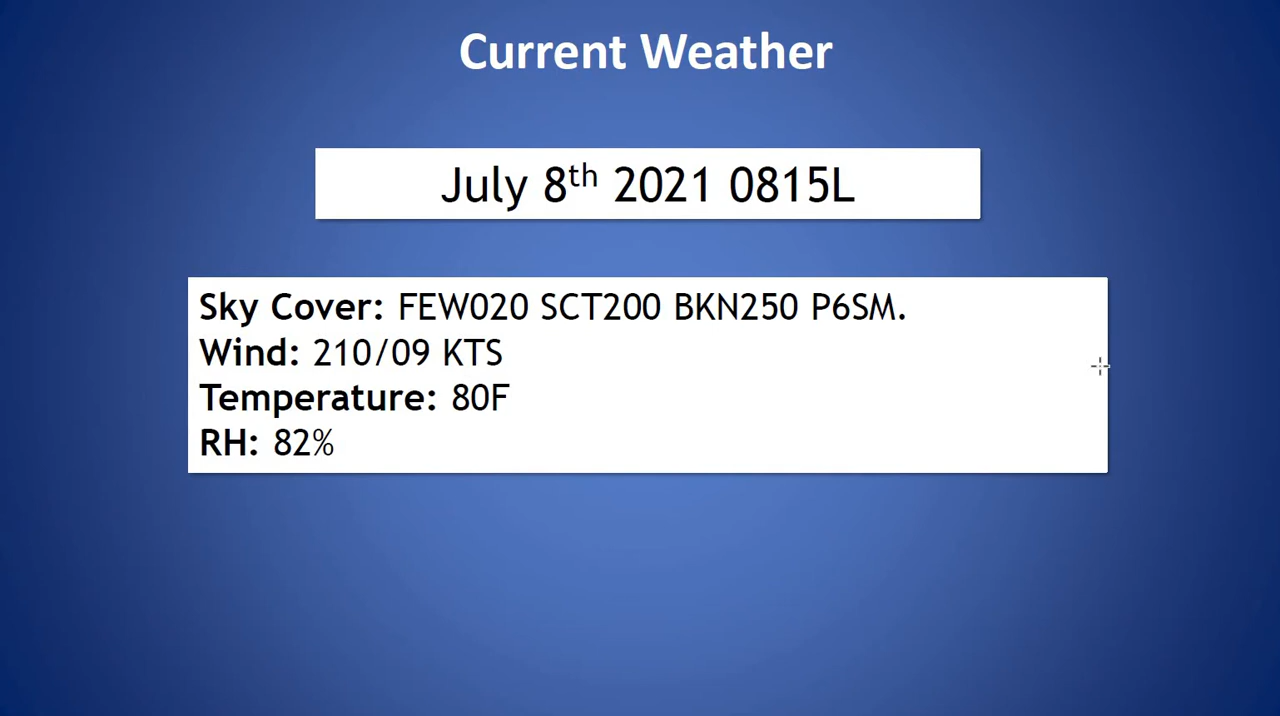 Current Weather
July 8th 2021 0815L
Sky Cover: FEW020 SCT200 BKN250 P6SM.
Wind: 210/09 KTS
Temperature: 80F
RH: 82%